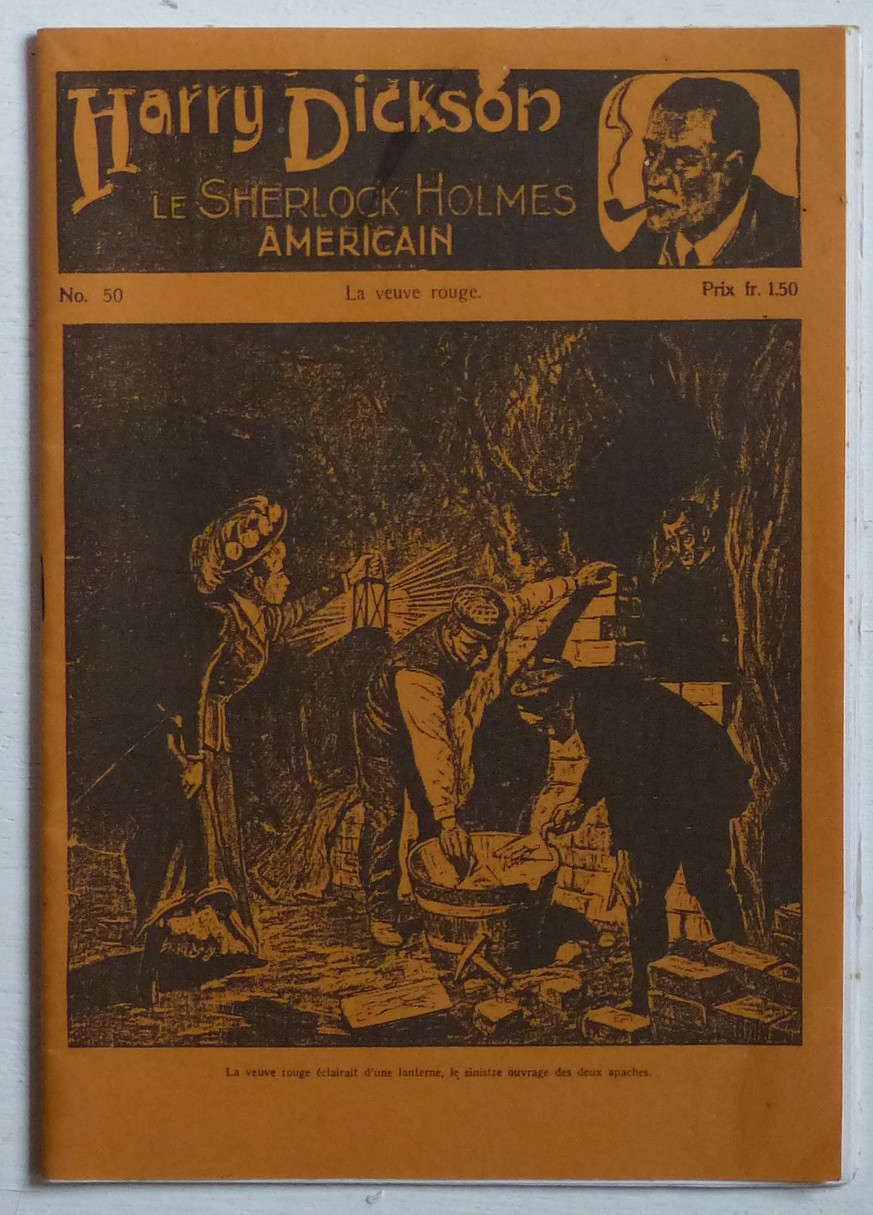 Harry Dickson
LE SHERLOCK HOLMES
AMERICAIN
No. 50
La veuve rouge.
Prix fr. 1.50
La veuve rouge éclairait d'une lanterne, le sinistre ouvrage des deux apaches.